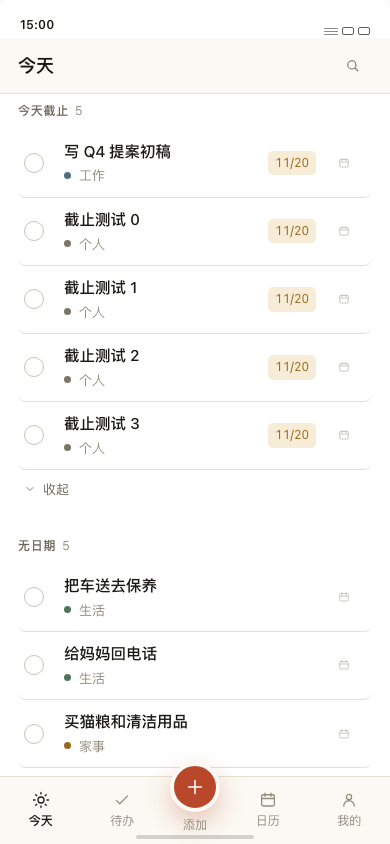 15:00
今天
今天截止 5
写 Q4 提案初稿
11/20
工作
截止测试 0
11/20
个人
截止测试 1
11/20
个人
截止测试 2
11/20
个人
截止测试 3
11/20
个人
收起
无日期 5
把车送去保养
生活
给妈妈回电话
生活
买猫粮和清洁用品
家事
今天
待办
添加
日历
我的